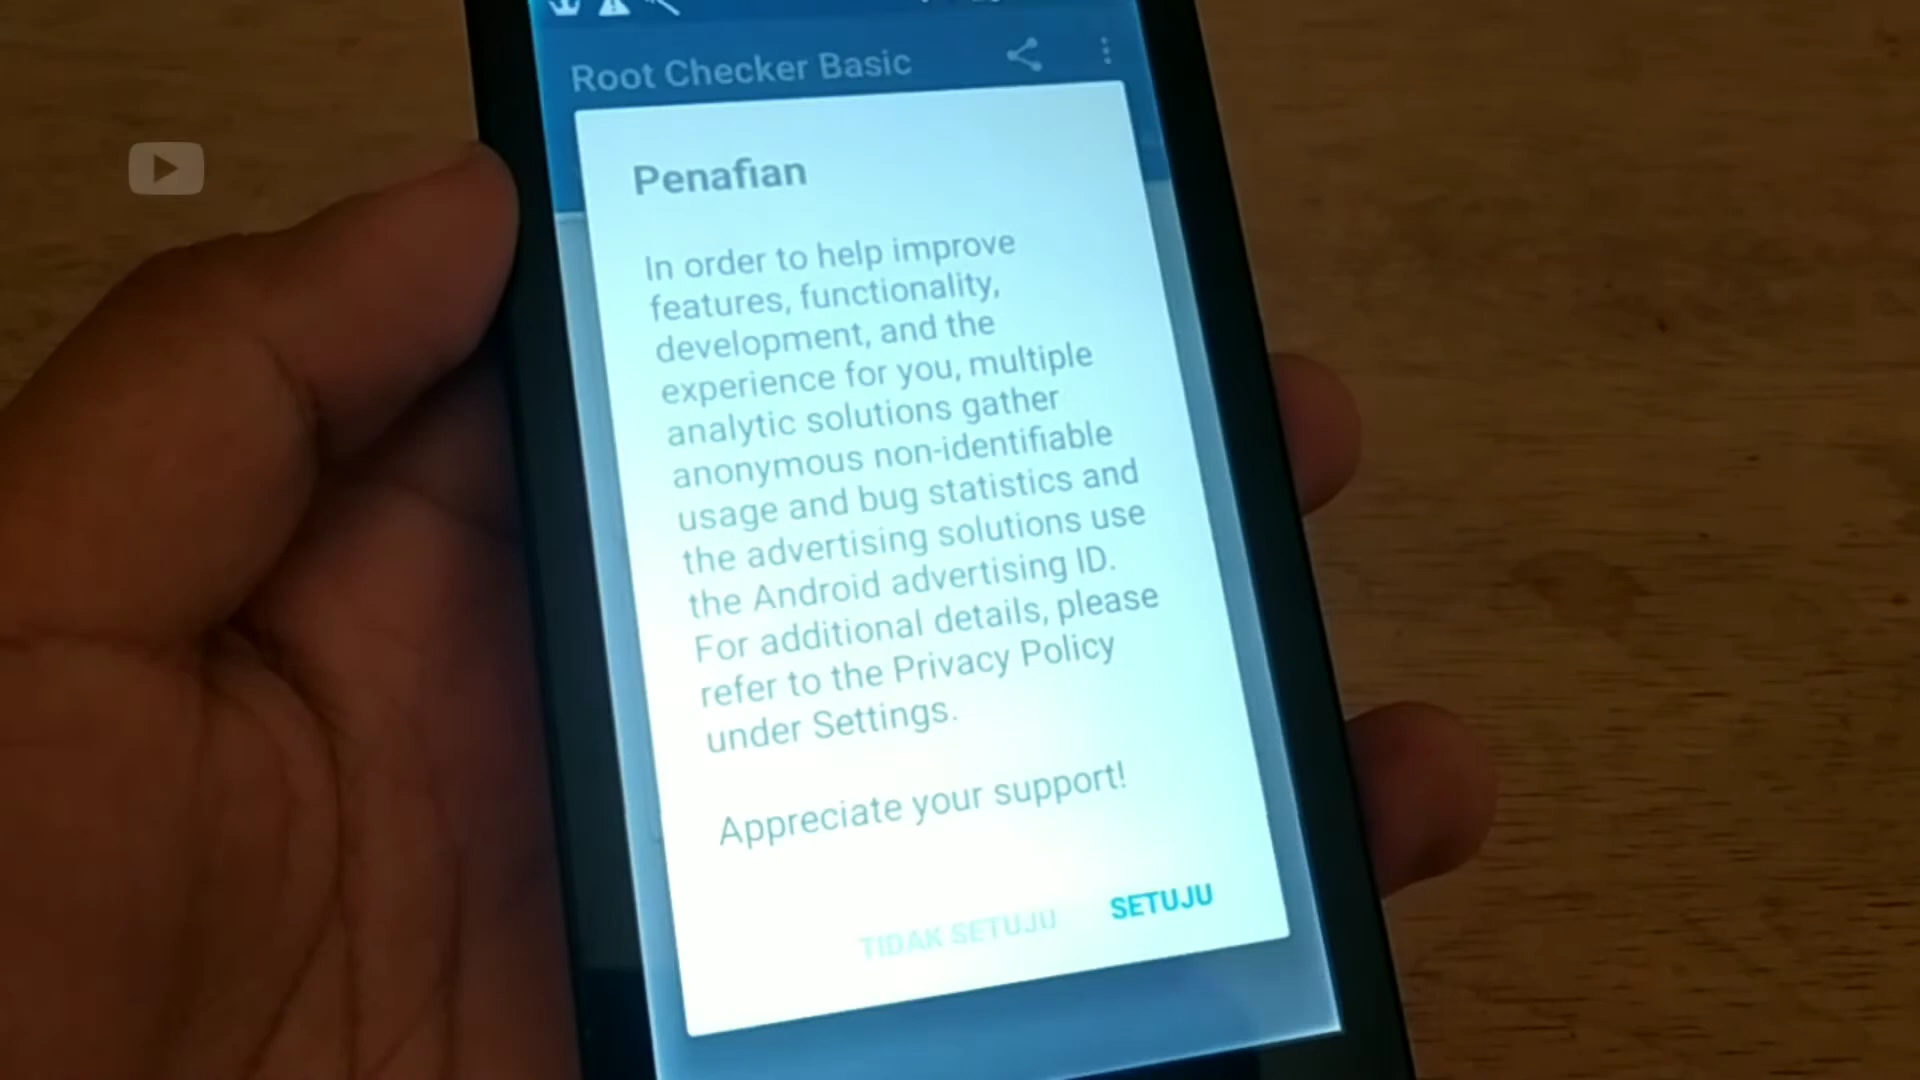 Root Checker Basic
Penafian
In order to help improve
features, functionality,
development, and the
experience for you, multiple
analytic solutions gather
anonymous non-identifiable
usage and bug statistics and
the advertising solutions use
the Android advertising ID.
For additional details, please
refer to the Privacy Policy
under Settings.
Appreciate your support!
TIDAK SETUJU SETUJU